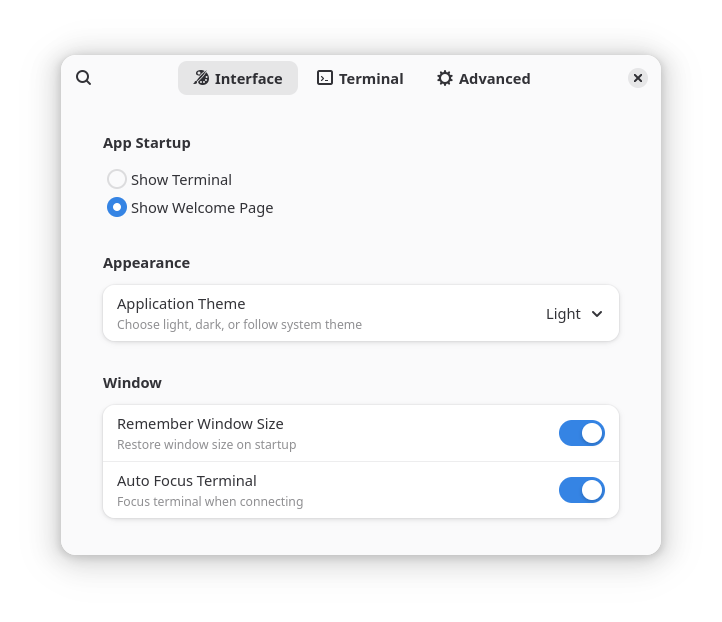 Interface Terminal Advanced
App Startup
Show Terminal
Show Welcome Page
Appearance
Application Theme
Choose light, dark, or follow system theme
Light
Window
Remember Window Size
Restore window size on startup
Auto Focus Terminal
Focus terminal when connecting